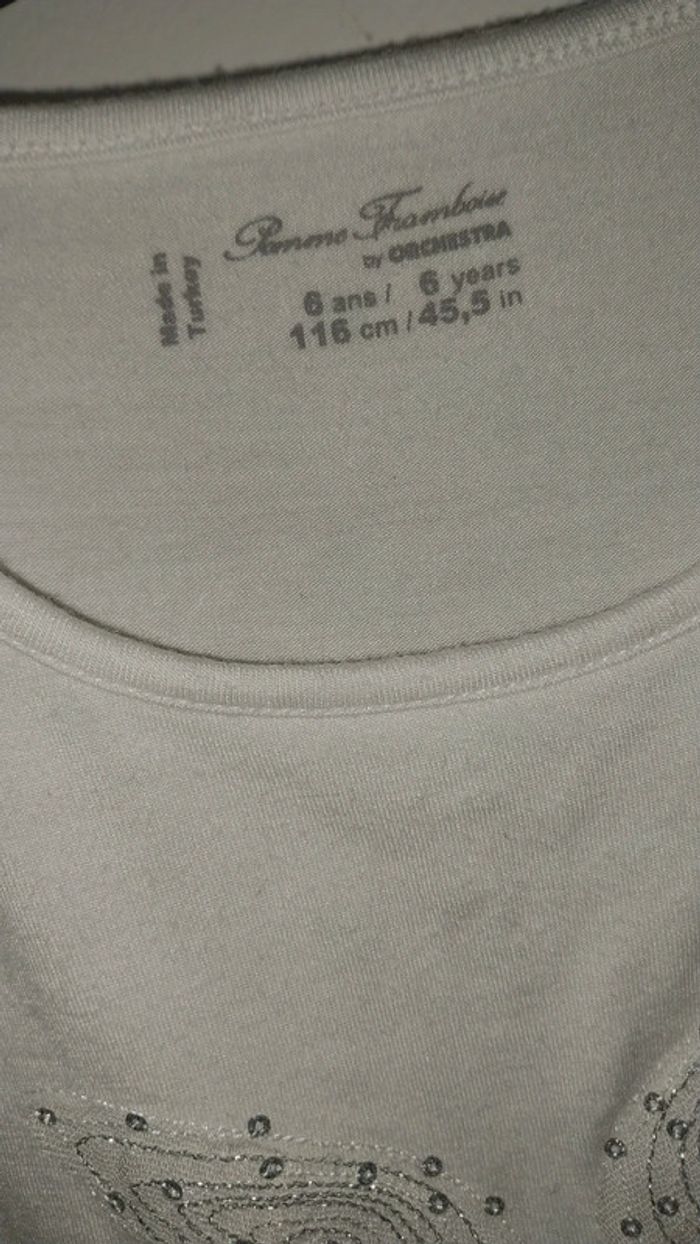 Pomme Framboise
by ORCHESTRA
6 ans / 6 years
116 cm / 45,5 in
Made in
Turkey